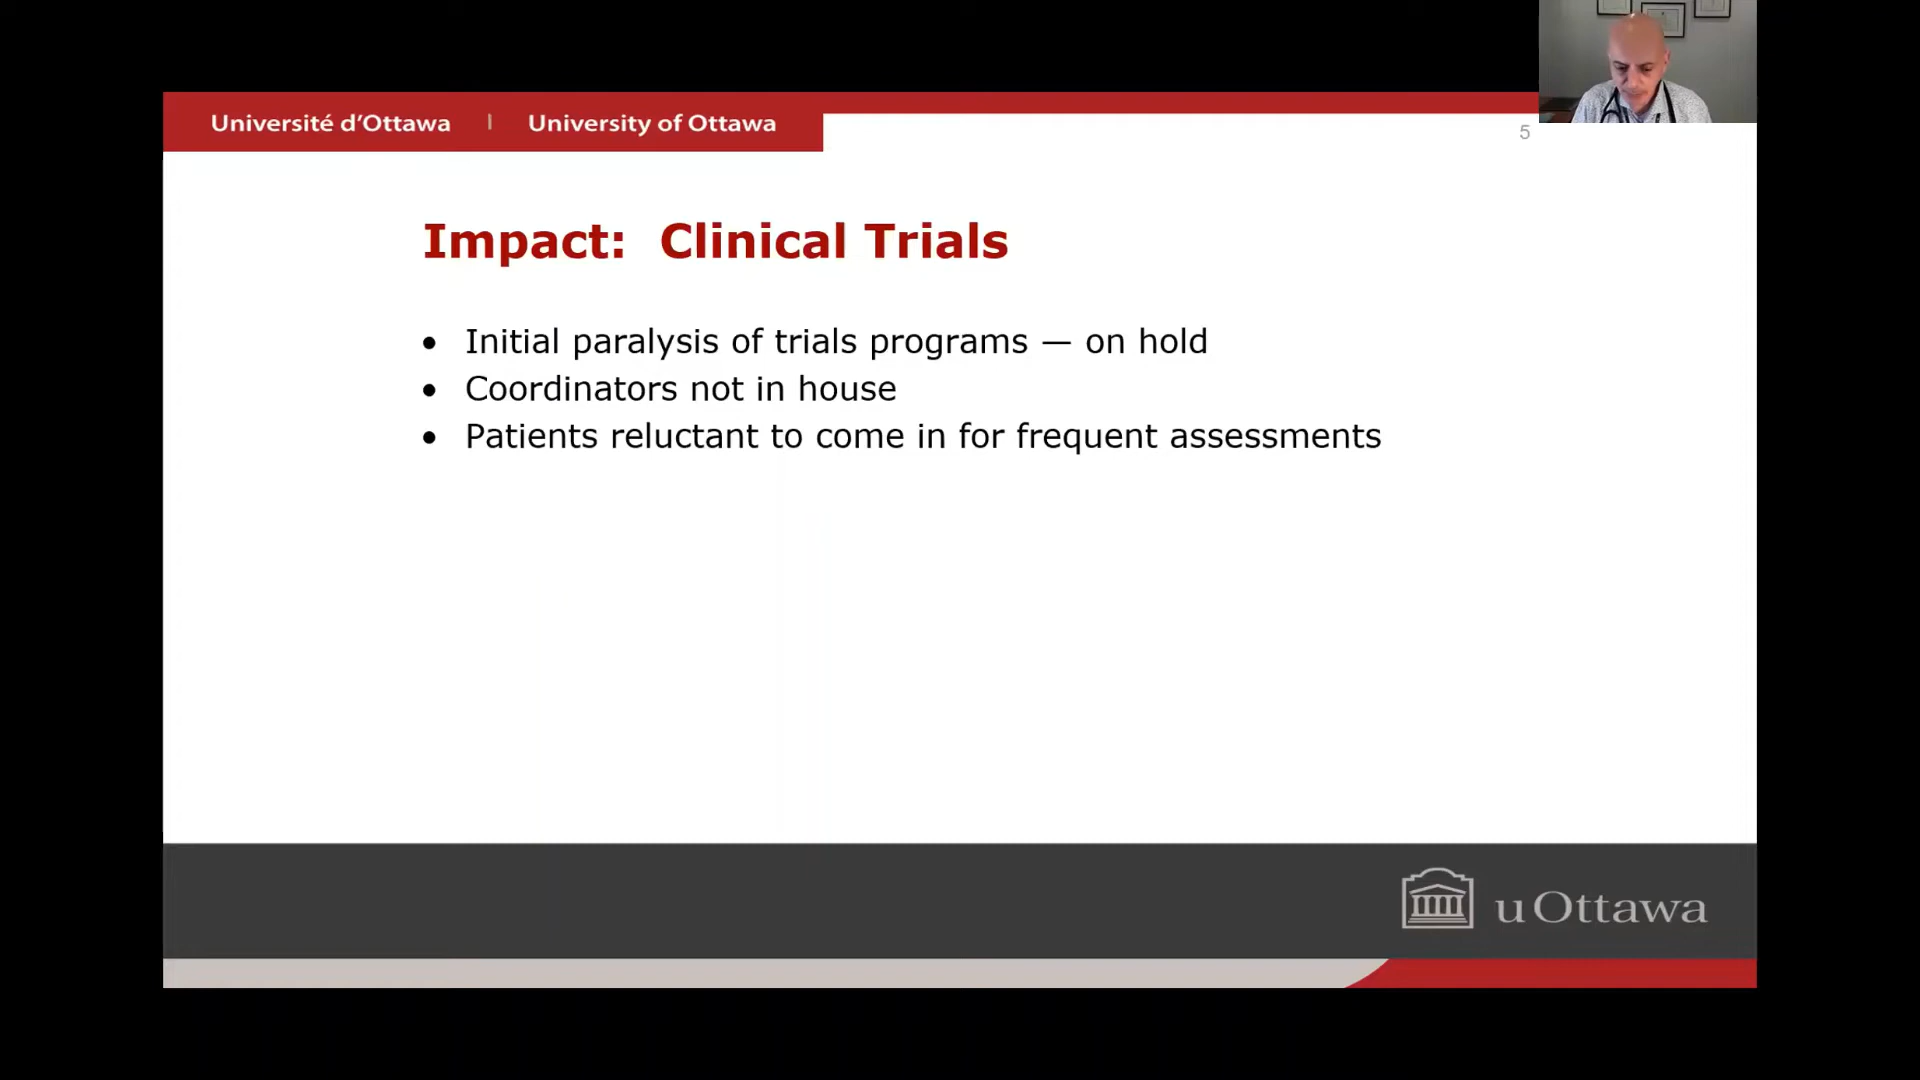 Université d'Ottawa | University of Ottawa
5
Impact: Clinical Trials
• Initial paralysis of trials programs — on hold
• Coordinators not in house
• Patients reluctant to come in for frequent assessments
uOttawa